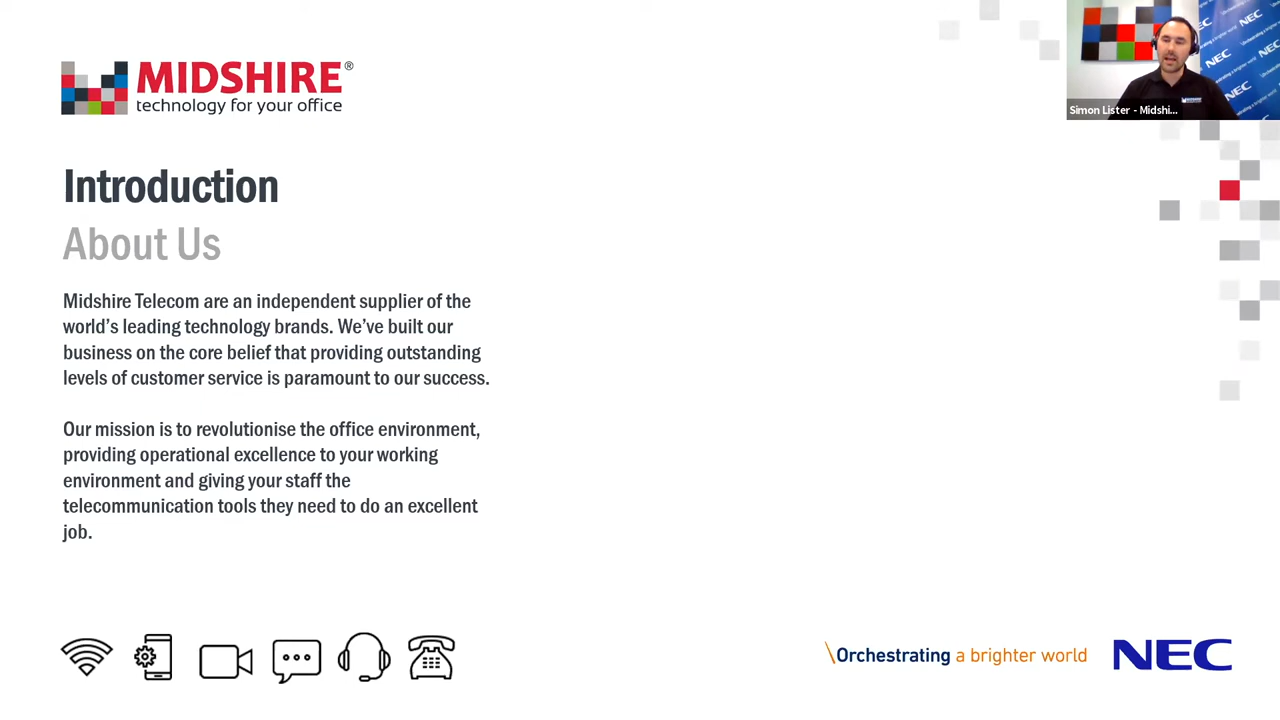 MIDSHIRE®
technology for your office
NEC
NEC
NEC
Simon Lister - Midshi...
Introduction
About Us
Midshire Telecom are an independent supplier of the
world's leading technology brands. We've built our
business on the core belief that providing outstanding
levels of customer service is paramount to our success.
Our mission is to revolutionise the office environment,
providing operational excellence to your working
environment and giving your staff the
telecommunication tools they need to do an excellent
job.
\Orchestrating a brighter world
NEC